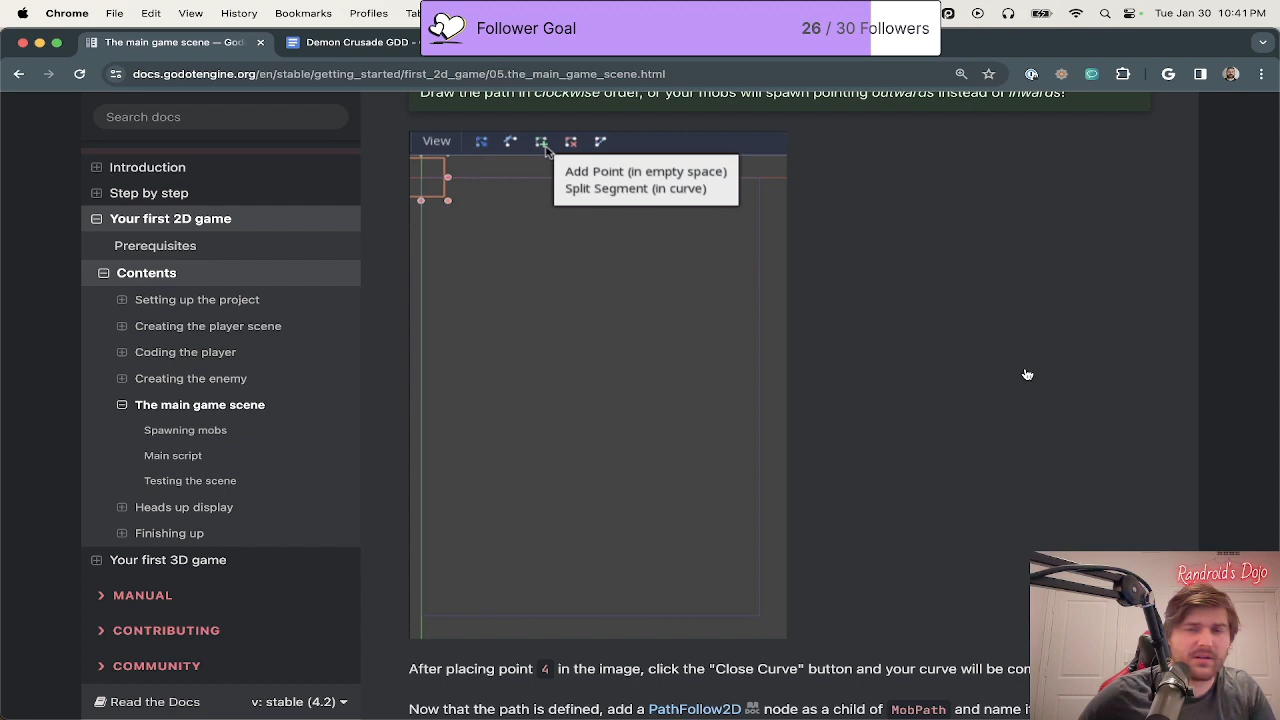 Chrome File Edit View History Bookmarks Profiles
Follower Goal
26 / 30 Followers
Tue Jan 30 10:41 PM
The main game scene — Go
Demon Crusade GDD -
docs.godotengine.org/en/stable/getting_started/first_2d_game/05.the_main_game_scene.html
Search docs
Introduction
Step by step
Your first 2D game
Prerequisites
Contents
Setting up the project
Creating the player scene
Coding the player
Creating the enemy
The main game scene
Spawning mobs
Main script
Testing the scene
Heads up display
Finishing up
Your first 3D game
MANUAL
CONTRIBUTING
COMMUNITY
Read the Docs
v: stable (4.2)
Draw the path in clockwise order, or your mobs will spawn pointing outwards instead of inwards!
View
Add Point (in empty space)
Split Segment (in curve)
After placing point 4 in the image, click the "Close Curve" button and your curve will be
Now that the path is defined, add a PathFollow2D node as a child of MobPath and name
DOC
Randroid's Dojo